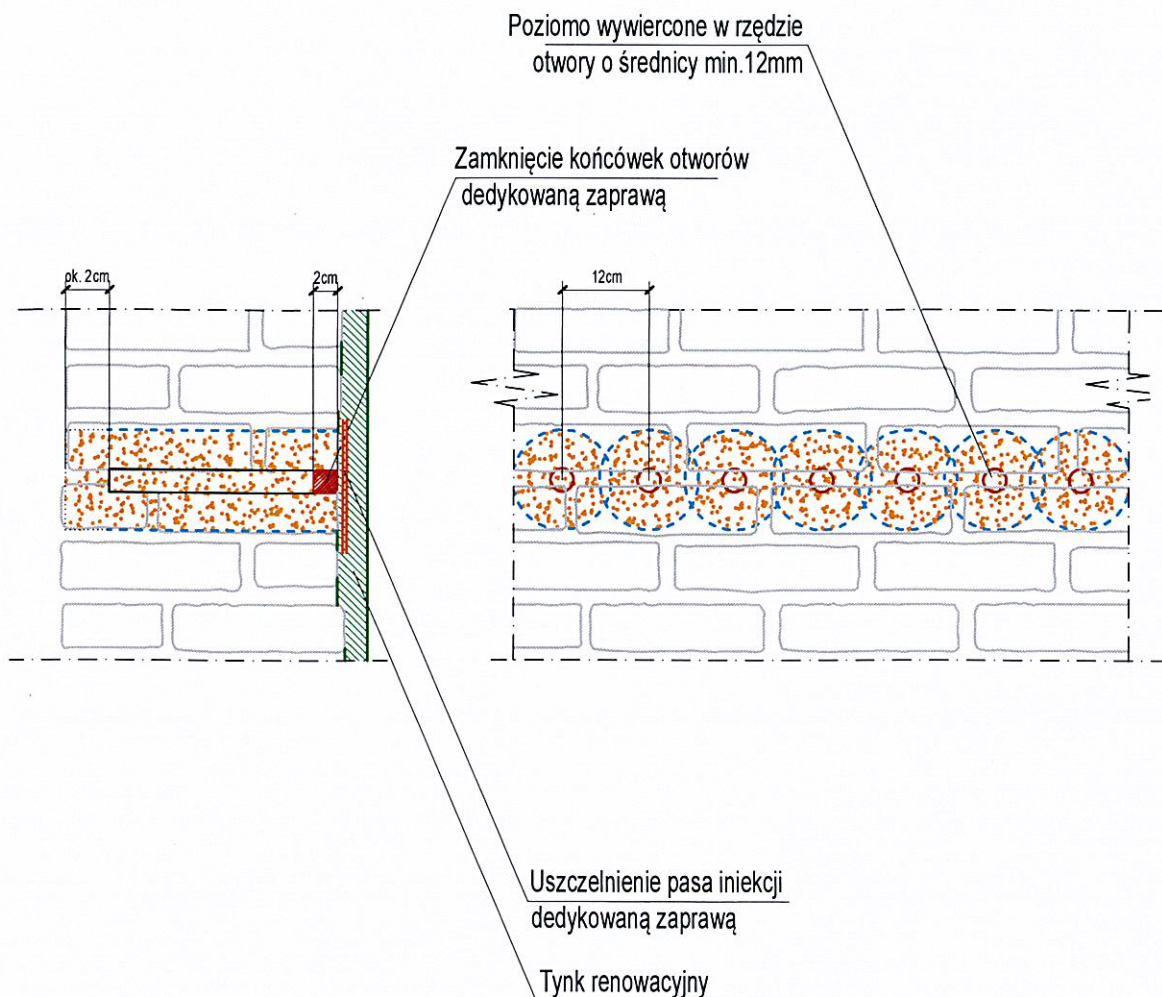 Poziomo wywiercone w rzędzie
otwory o średnicy min.12mm
Zamknięcie końcówek otworów
dedykowaną zaprawą
ok. 2cm
2cm
12cm
Uszczelnienie pasa iniekcji
dedykowaną zaprawą
Tynk renowacyjny